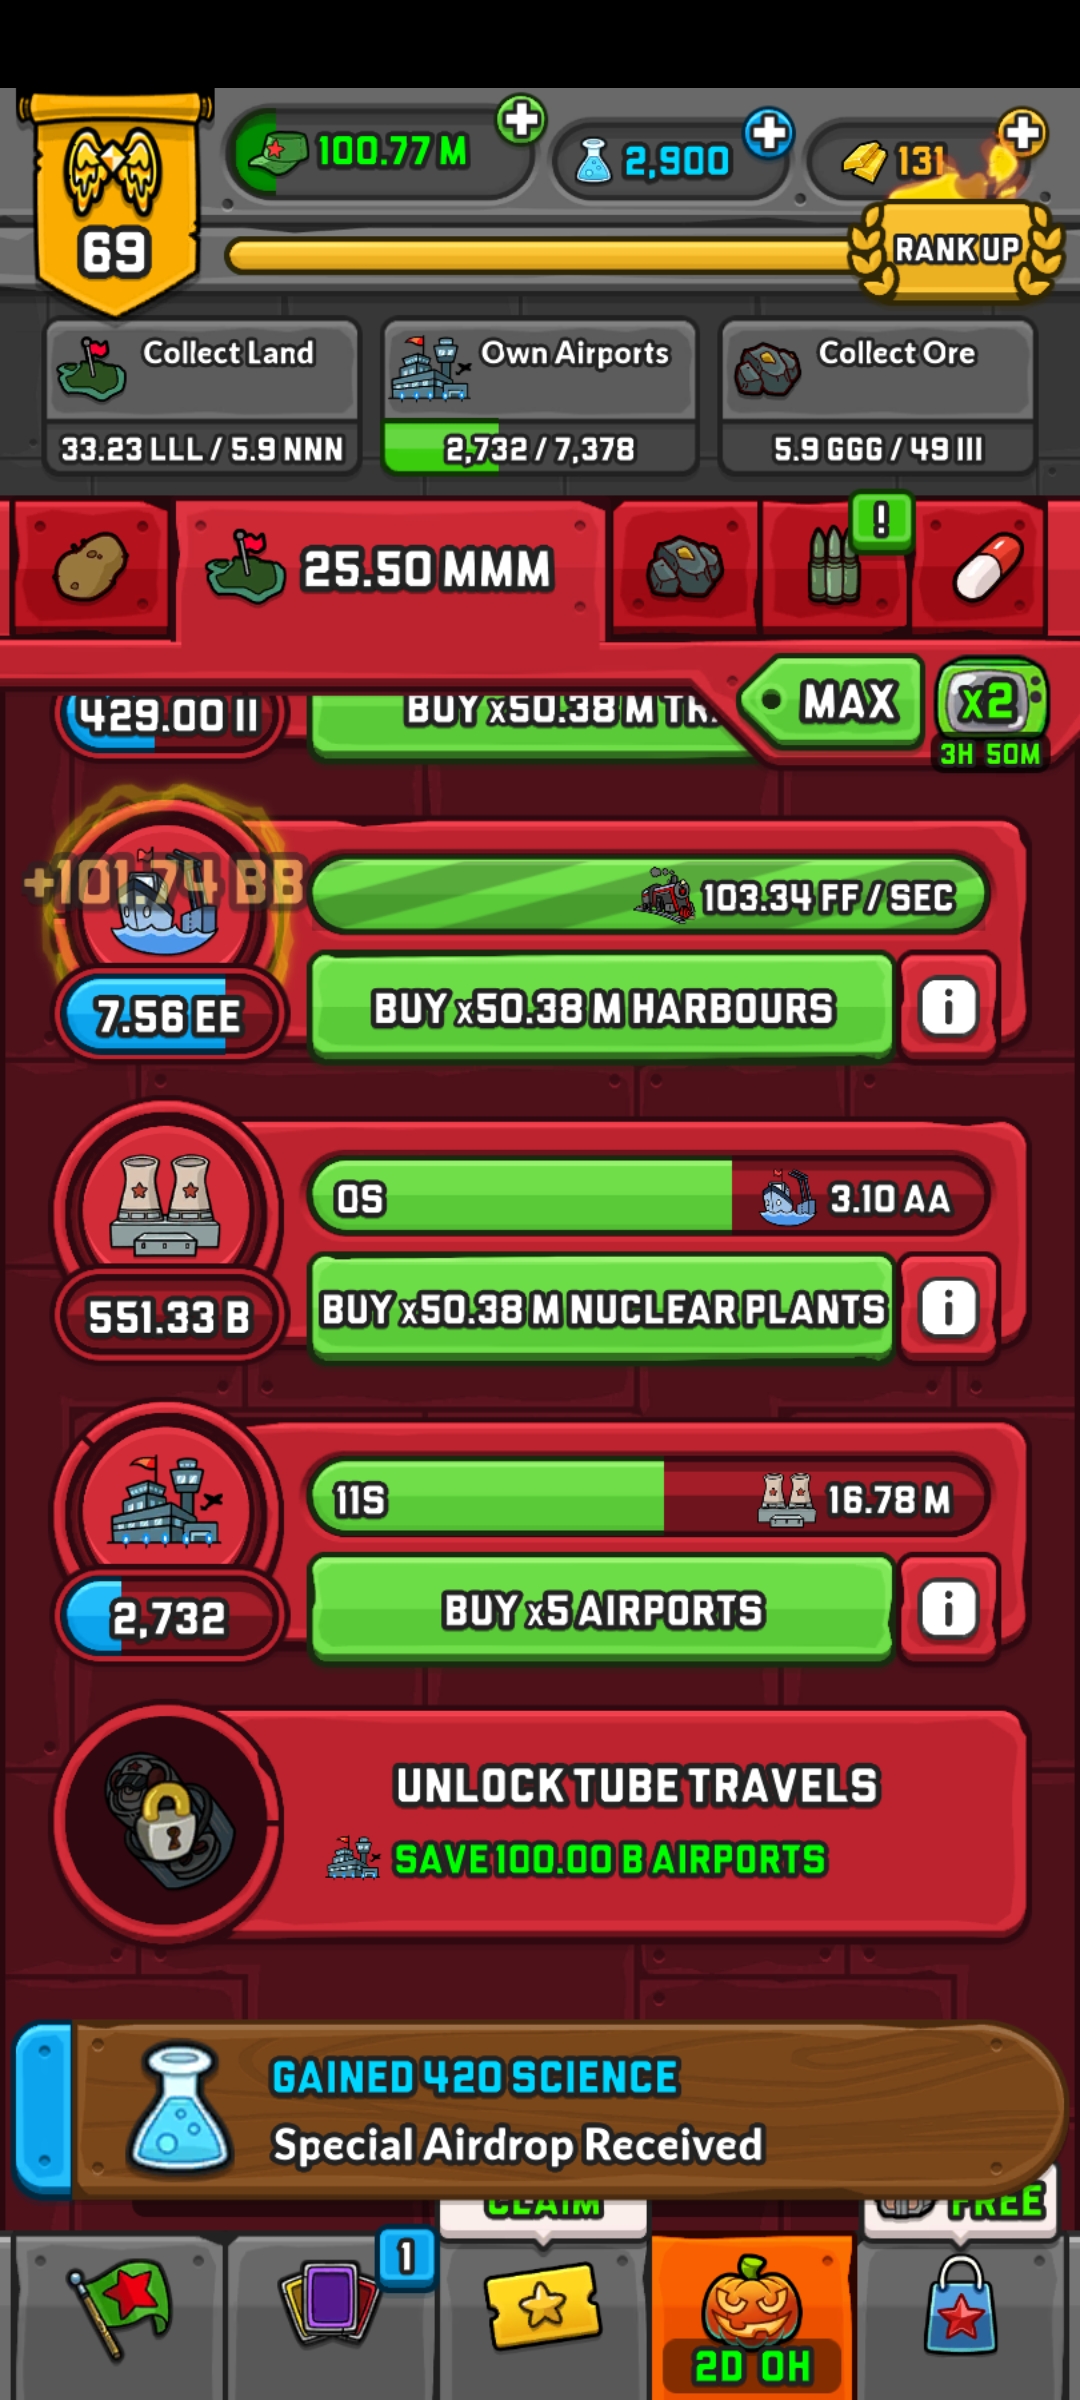 100.77 M
2,900
131
69
RANK UP
Collect Land
Own Airports
Collect Ore
33.23 LLL / 5.9 NNN
2,732 / 7,378
5.9 GGG / 49 III
!
25.50 MMM
429.00 II
BUY x50.38 M TR
MAX
x2
3H 50M
+101.74 BB
103.34 FF / SEC
7.56 EE
BUY x50.38 M HARBOURS
i
0S
3.10 AA
551.33 B
BUY x50.38 M NUCLEAR PLANTS
i
11S
16.78 M
2,732
BUY x5 AIRPORTS
i
UNLOCK TUBE TRAVELS
SAVE 100.00 B AIRPORTS
GAINED 420 SCIENCE
Special Airdrop Received
CLAIM
FREE
1
2D 0H